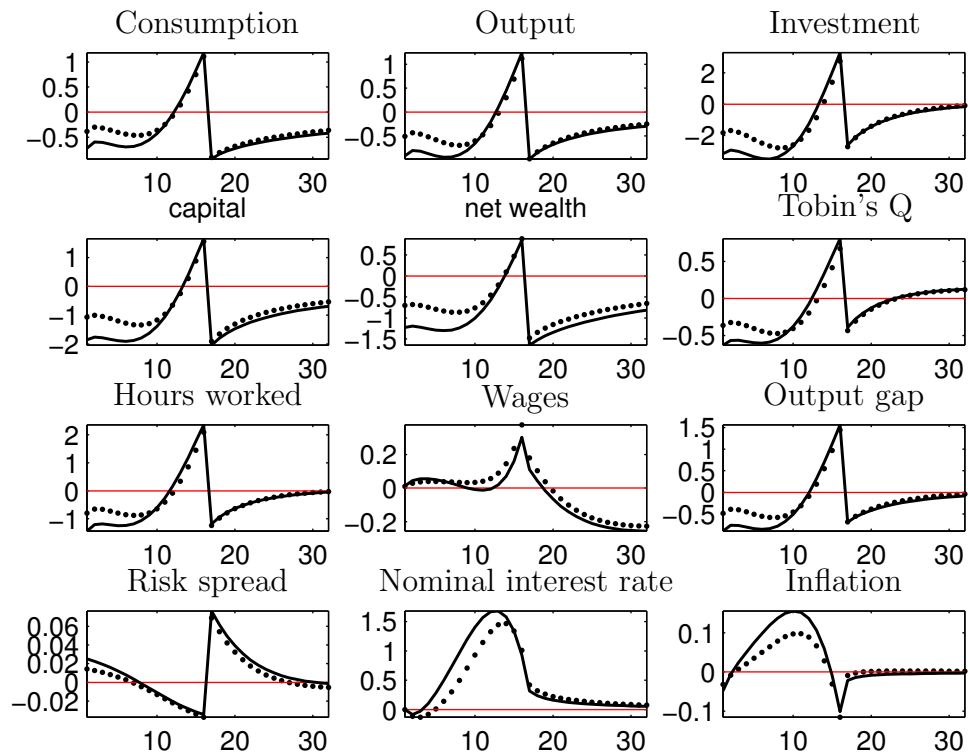 Consumption
Output
Investment
1
0.5
0
−0.5
10 20 30
1
0.5
0
−0.5
10 20 30
2
0
−2
10 20 30
capital
net wealth
Tobin's Q
1
0
−1
−2
10 20 30
0.5
0
−0.5
−1
−1.5
10 20 30
0.5
0
−0.5
10 20 30
Hours worked
Wages
Output gap
2
1
0
−1
10 20 30
0.2
0
−0.2
10 20 30
1.5
1
0.5
0
−0.5
10 20 30
Risk spread
Nominal interest rate
Inflation
0.06
0.04
0.02
0
−0.02
10 20 30
1.5
1
0.5
0
10 20 30
0.1
0
−0.1
10 20 30